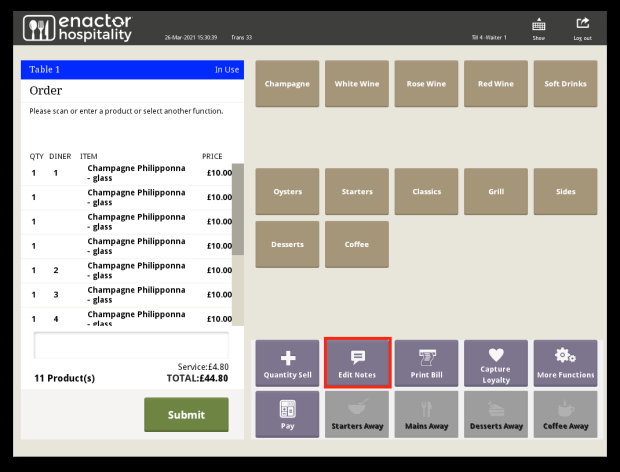 enactor
hospitality
26-Mar-2021 15:30:39 Trans 33
Till 4 -Waiter 1
Show
Log out
Table 1 In Use
Order
Please scan or enter a product or select another function.
QTY DINER ITEM PRICE
1 1 Champagne Philipponna £10.00
- glass
1 Champagne Philipponna £10.00
- glass
1 Champagne Philipponna £10.00
- glass
1 Champagne Philipponna £10.00
- glass
1 2 Champagne Philipponna £10.00
- glass
1 3 Champagne Philipponna £10.00
- glass
1 4 Champagne Philipponna £10.00
- glass
Service:£4.80
11 Product(s) TOTAL:£44.80
Submit
Champagne White Wine Rose Wine Red Wine Soft Drinks
Oysters Starters Classics Grill Sides
Desserts Coffee
Quantity Sell Edit Notes Print Bill Capture Loyalty More Functions
Pay Starters Away Mains Away Desserts Away Coffee Away